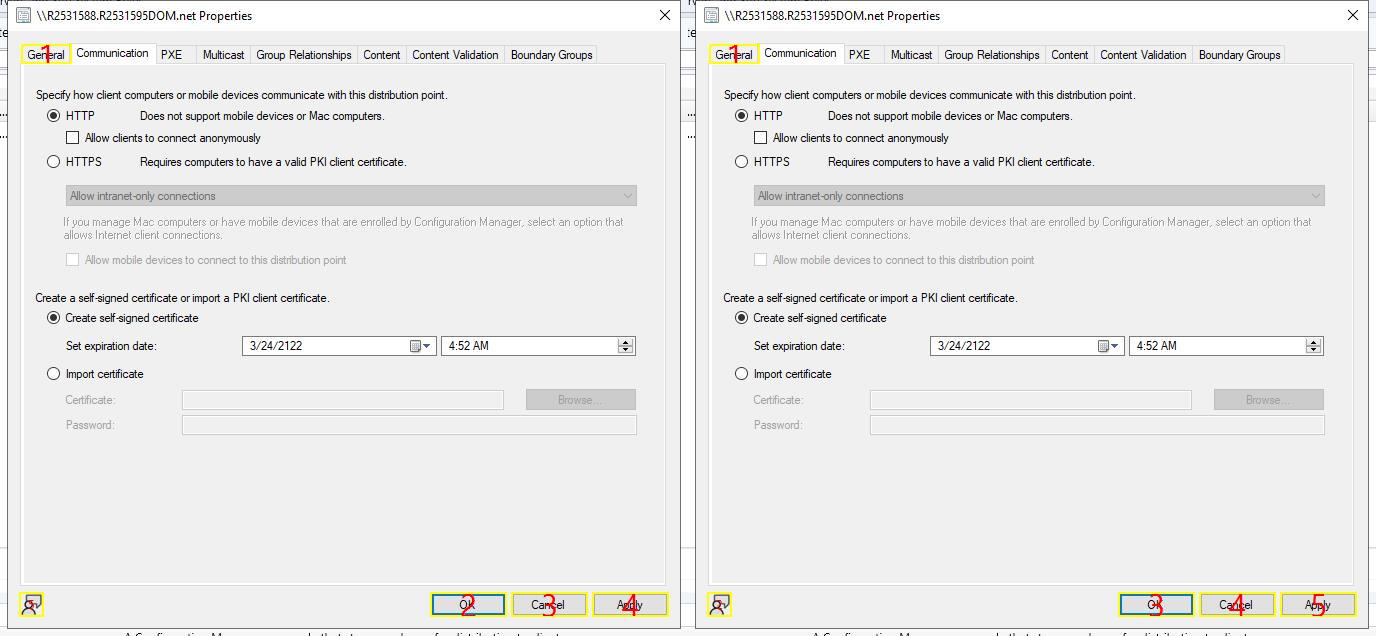 \\R2531588.R2531595DOM.net Properties
General Communication PXE Multicast Group Relationships Content Content Validation Boundary Groups
1
Specify how client computers or mobile devices communicate with this distribution point.
HTTP Does not support mobile devices or Mac computers.
Allow clients to connect anonymously
HTTPS Requires computers to have a valid PKI client certificate.
Allow intranet-only connections
If you manage Mac computers or have mobile devices that are enrolled by Configuration Manager, select an option that
allows Internet client connections.
Allow mobile devices to connect to this distribution point
Create a self-signed certificate or import a PKI client certificate.
Create self-signed certificate
Set expiration date: 3/24/2122 4:52 AM
Import certificate
Certificate: Browse...
Password:
OK Cancel Apply
2 3 4
\\R2531588.R2531595DOM.net Properties
General Communication PXE Multicast Group Relationships Content Content Validation Boundary Groups
1
Specify how client computers or mobile devices communicate with this distribution point.
HTTP Does not support mobile devices or Mac computers.
Allow clients to connect anonymously
HTTPS Requires computers to have a valid PKI client certificate.
Allow intranet-only connections
If you manage Mac computers or have mobile devices that are enrolled by Configuration Manager, select an option that
allows Internet client connections.
Allow mobile devices to connect to this distribution point
Create a self-signed certificate or import a PKI client certificate.
Create self-signed certificate
Set expiration date: 3/24/2122 4:52 AM
Import certificate
Certificate: Browse...
Password:
OK Cancel Apply
3 4 5